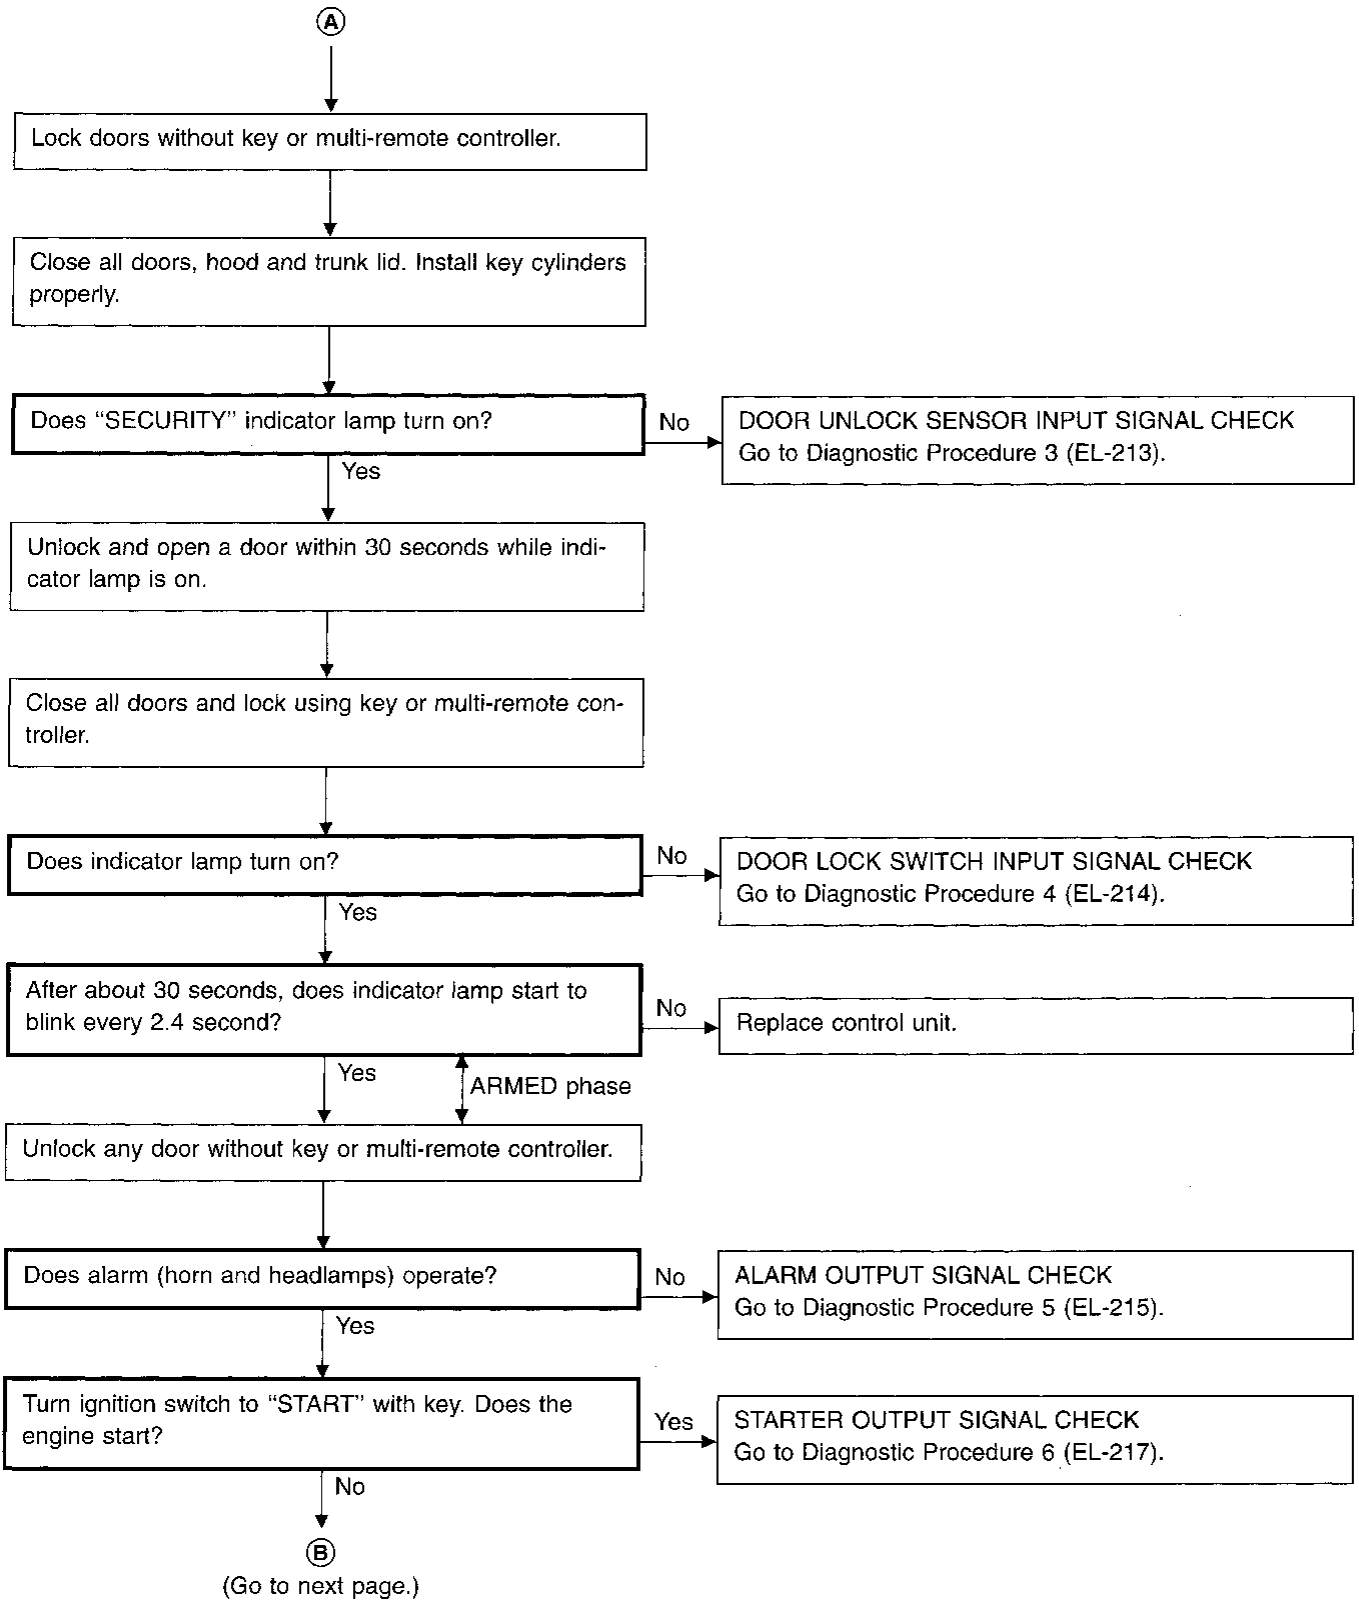 A
Lock doors without key or multi-remote controller.
Close all doors, hood and trunk lid. Install key cylinders
properly.
Does “SECURITY” indicator lamp turn on?
No
DOOR UNLOCK SENSOR INPUT SIGNAL CHECK
Go to Diagnostic Procedure 3 (EL-213).
Yes
Unlock and open a door within 30 seconds while indi-
cator lamp is on.
Close all doors and lock using key or multi-remote con-
troller.
Does indicator lamp turn on?
No
DOOR LOCK SWITCH INPUT SIGNAL CHECK
Go to Diagnostic Procedure 4 (EL-214).
Yes
After about 30 seconds, does indicator lamp start to
blink every 2.4 second?
No
Replace control unit.
Yes
ARMED phase
Unlock any door without key or multi-remote controller.
Does alarm (horn and headlamps) operate?
No
ALARM OUTPUT SIGNAL CHECK
Go to Diagnostic Procedure 5 (EL-215).
Yes
Turn ignition switch to “START” with key. Does the
engine start?
Yes
STARTER OUTPUT SIGNAL CHECK
Go to Diagnostic Procedure 6 (EL-217).
No
B
(Go to next page.)